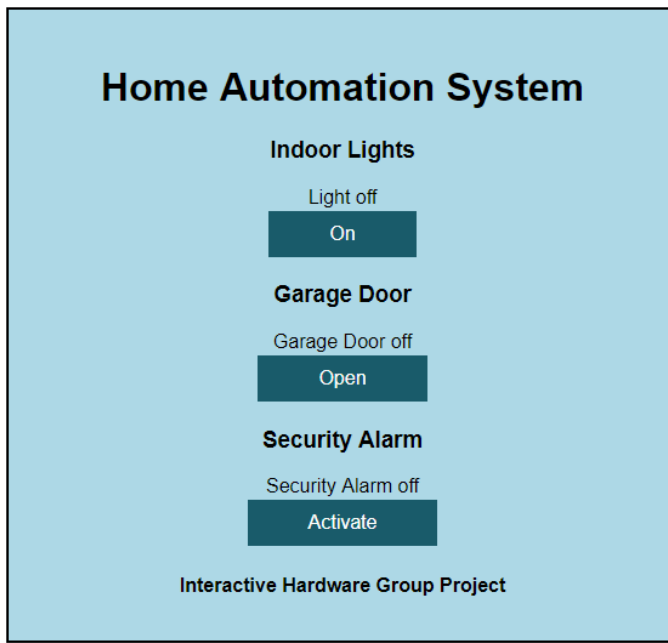 Home Automation System
Indoor Lights
Light off
On
Garage Door
Garage Door off
Open
Security Alarm
Security Alarm off
Activate
Interactive Hardware Group Project